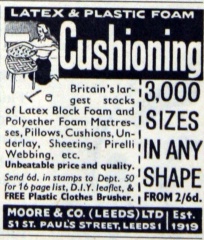 LATEX & PLASTIC FOAM
Cushioning
Britain's lar-
gest stocks
of Latex Block Foam and
Polyether Foam Mattres-
ses, Pillows, Cushions, Un-
derlay, Sheeting, Pirelli
Webbing, etc.
Unbeatable price and quality.
Send 6d. in stamps to Dept. 50
for 16 page list, D.I.Y. leaflet, &
FREE Plastic Clothes Brusher.
3,000
SIZES
IN ANY
SHAPE
FROM 2/6d.
MOORE & CO. (LEEDS) LTD
51 ST. PAUL'S STREET, LEEDS 1
Est.
1919